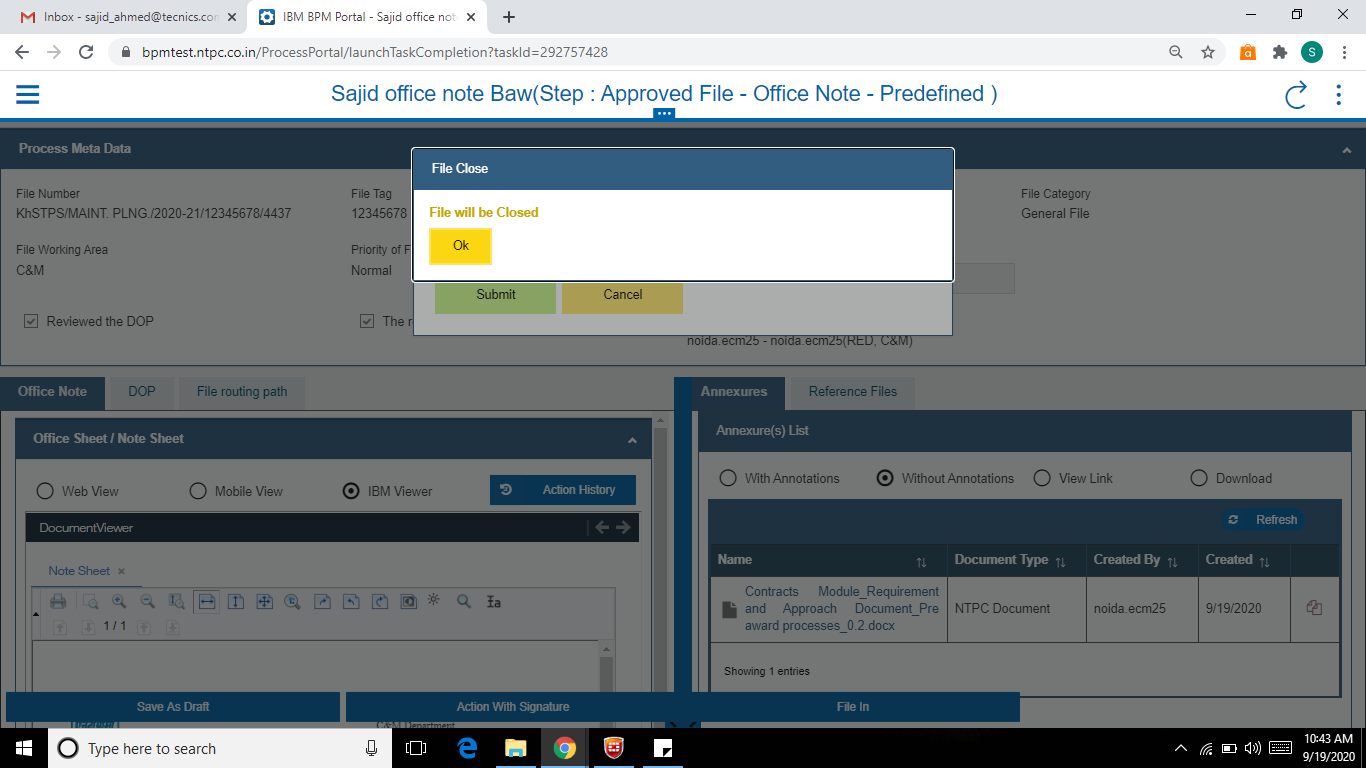 Inbox - sajid_ahmed@tecnics.con
IBM BPM Portal - Sajid office not
bpmtest.ntpc.co.in/ProcessPortal/launchTaskCompletion?taskId=292757428
S
Sajid office note Baw(Step : Approved File - Office Note - Predefined )
Process Meta Data
File Close
File Number
File Tag
File Category
KhSTPS/MAINT. PLNG./2020-21/12345678/4437
12345678
General File
File will be Closed
Ok
File Working Area
Priority of F
C&M
Normal
Submit
Cancel
Reviewed the DOP
The r
noida.ecm25 - noida.ecm25(RED, C&M)
Office Note
DOP
File routing path
Annexures
Reference Files
Office Sheet / Note Sheet
Annexure(s) List
Web View
Mobile View
IBM Viewer
Action History
With Annotations
Without Annotations
View Link
Download
DocumentViewer
Refresh
Note Sheet
Name
Document Type
Created By
Created
1 / 1
Contracts Module_Requirement
and Approach Document_Pre
award processes_0.2.docx
NTPC Document
noida.ecm25
9/19/2020
Showing 1 entries
Save As Draft
Action With Signature
File In
C&M Department
Type here to search
10:43 AM
9/19/2020